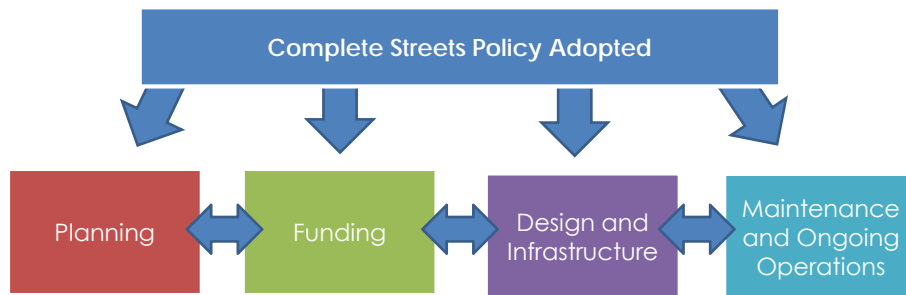 Complete Streets Policy Adopted
Planning
Funding
Design and
Infrastructure
Maintenance
and Ongoing
Operations